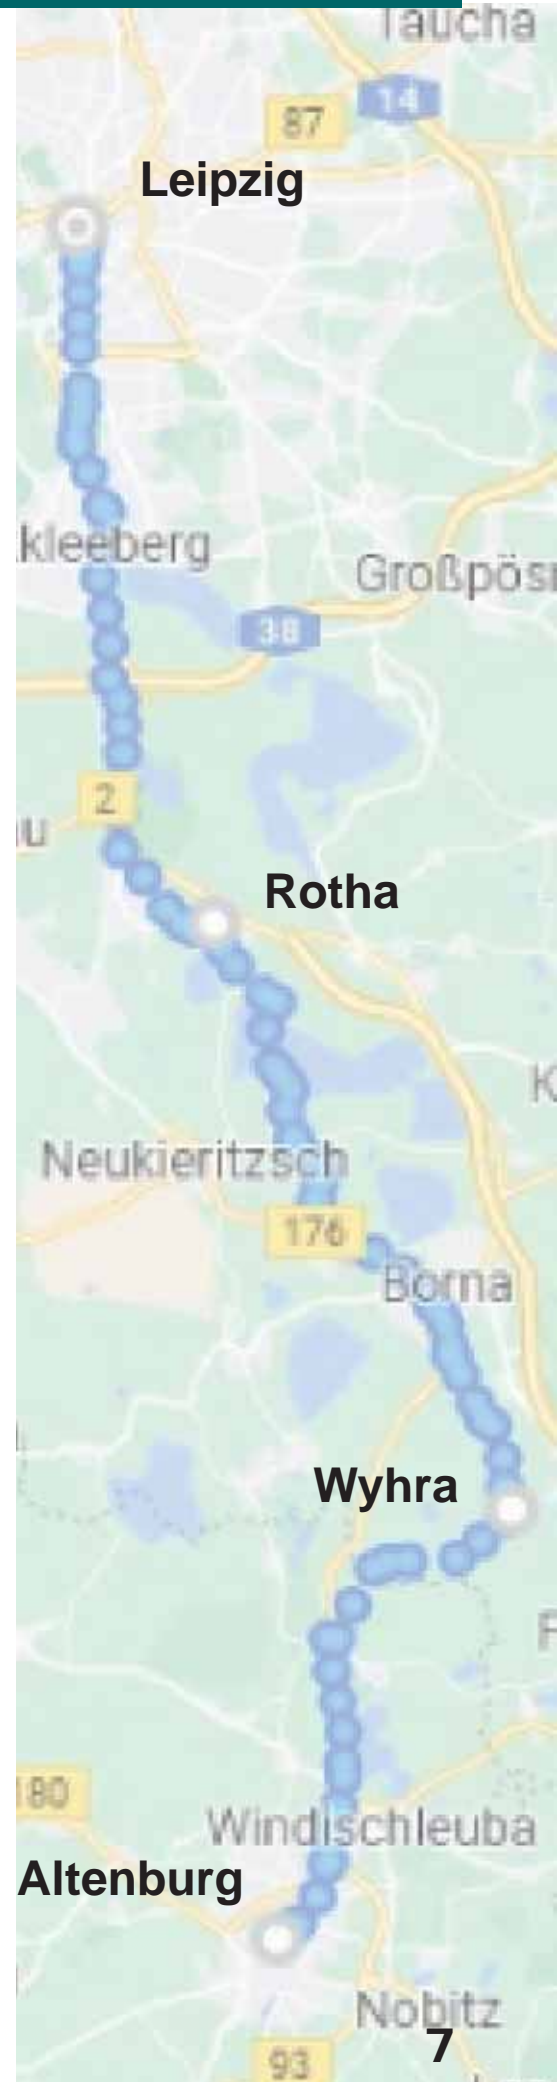 Taucha
14
87
Leipzig
kleeberg
Großpös
38
2
u
Rotha
K
Neukieritzsch
176
Borna
Wyhra
F
180
Windischleuba
Altenburg
Nobitz
7
93